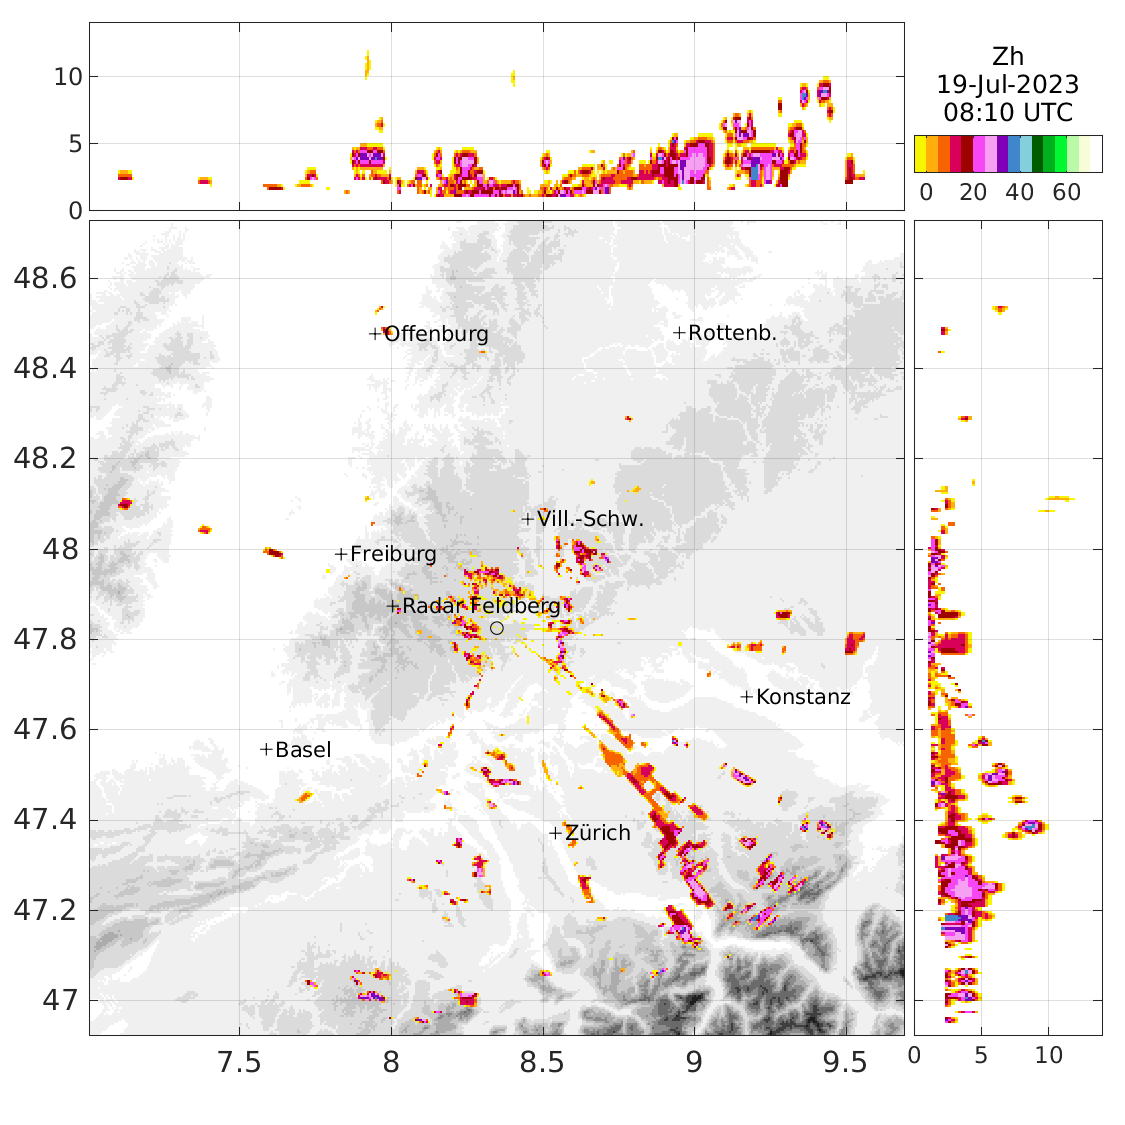 Zh
19-Jul-2023
08:10 UTC
0 20 40 60
10
5
0
48.6
48.4
48.2
48
47.8
47.6
47.4
47.2
47
+Offenburg
+Rottenb.
+Vill.-Schw.
+Freiburg
+Radar Feldberg
+Konstanz
+Basel
+Zürich
7.5 8 8.5 9 9.5
0 5 10